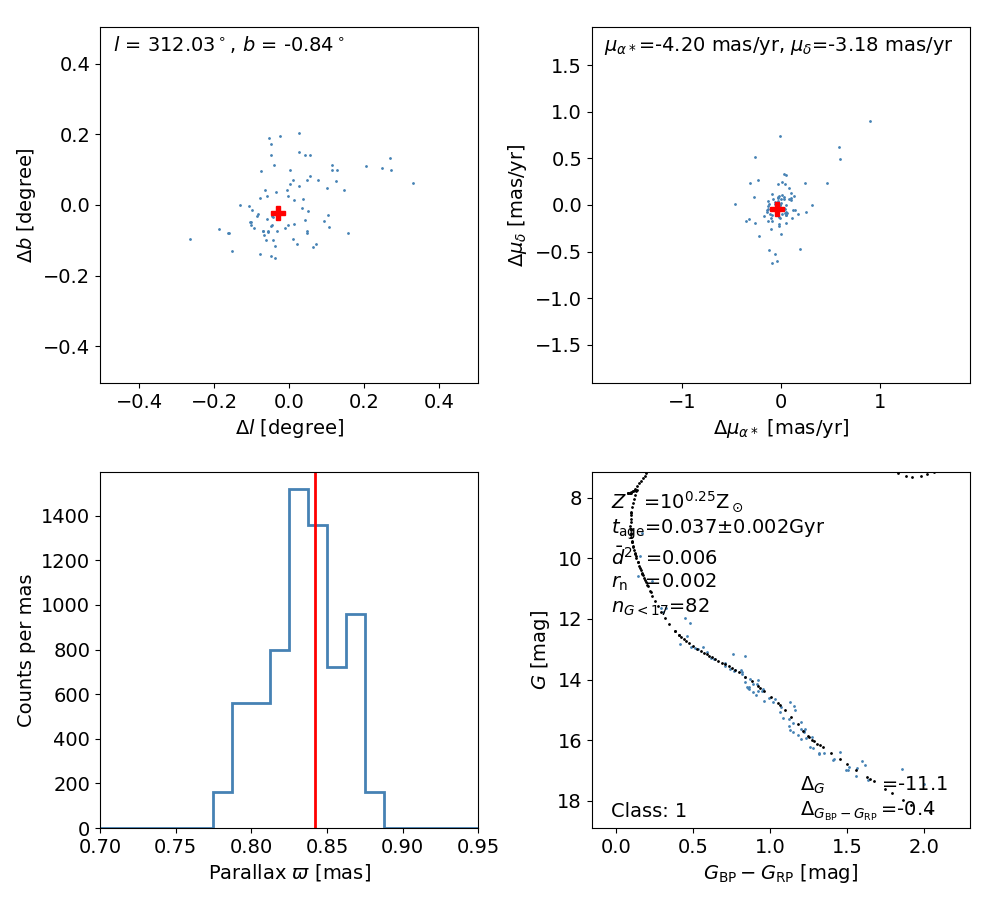 l = 312.03°, b = -0.84°
0.4
0.2
0.0
−0.2
−0.4
Δb [degree]
−0.4 −0.2 0.0 0.2 0.4
Δl [degree]
μα*=-4.20 mas/yr, μδ=-3.18 mas/yr
1.5
1.0
0.5
0.0
−0.5
−1.0
−1.5
Δμδ [mas/yr]
−1 0 1
Δμα* [mas/yr]
1400
1200
1000
800
600
400
200
0
Counts per mas
0.70 0.75 0.80 0.85 0.90 0.95
Parallax ϖ [mas]
Z =10^0.25 Z⊙
t_age=0.037±0.002Gyr
d̄² =0.006
r_n =0.002
n_G<17=82
8
10
12
14
16
18
G [mag]
Δ_G =-11.1
Δ_G_BP−G_RP =-0.4
Class: 1
0.0 0.5 1.0 1.5 2.0
G_BP − G_RP [mag]